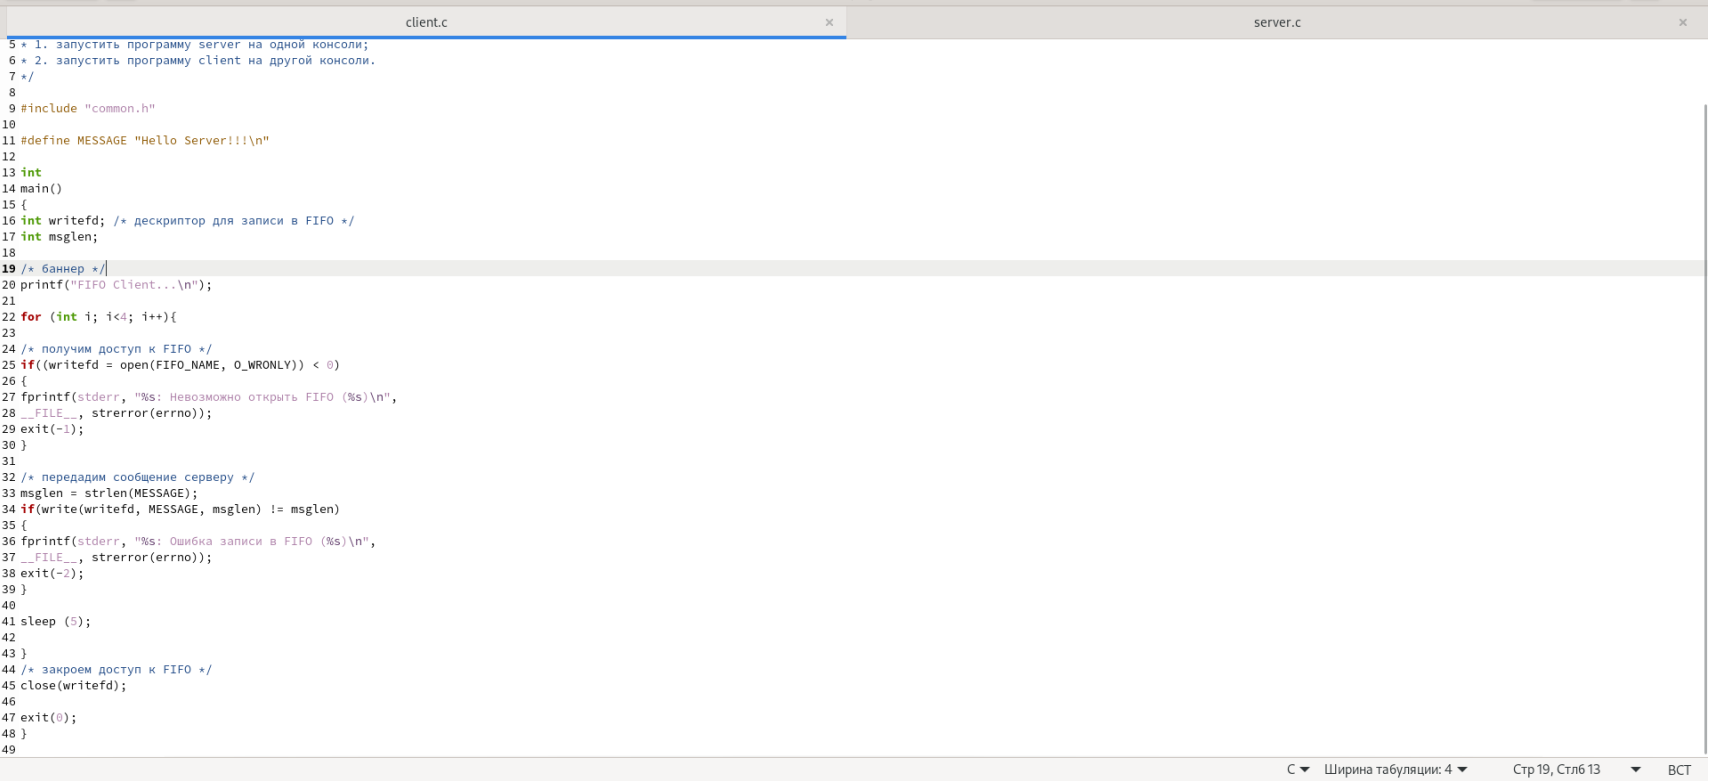 client.c × server.c ×
5 * 1. запустить программу server на одной консоли;
6 * 2. запустить программу client на другой консоли.
7 */
8
9 #include "common.h"
10
11 #define MESSAGE "Hello Server!!!\n"
12
13 int
14 main()
15 {
16 int writefd; /* дескриптор для записи в FIFO */
17 int msglen;
18
19 /* баннер */
20 printf("FIFO Client...\n");
21
22 for (int i; i<4; i++){
23
24 /* получим доступ к FIFO */
25 if((writefd = open(FIFO_NAME, O_WRONLY)) < 0)
26 {
27 fprintf(stderr, "%s: Невозможно открыть FIFO (%s)\n",
28 __FILE__, strerror(errno));
29 exit(-1);
30 }
31
32 /* передадим сообщение серверу */
33 msglen = strlen(MESSAGE);
34 if(write(writefd, MESSAGE, msglen) != msglen)
35 {
36 fprintf(stderr, "%s: Ошибка записи в FIFO (%s)\n",
37 __FILE__, strerror(errno));
38 exit(-2);
39 }
40
41 sleep (5);
42
43 }
44 /* закроем доступ к FIFO */
45 close(writefd);
46
47 exit(0);
48 }
49
C Ширина табуляции: 4 Стр 19, Стлб 13 ВСТ